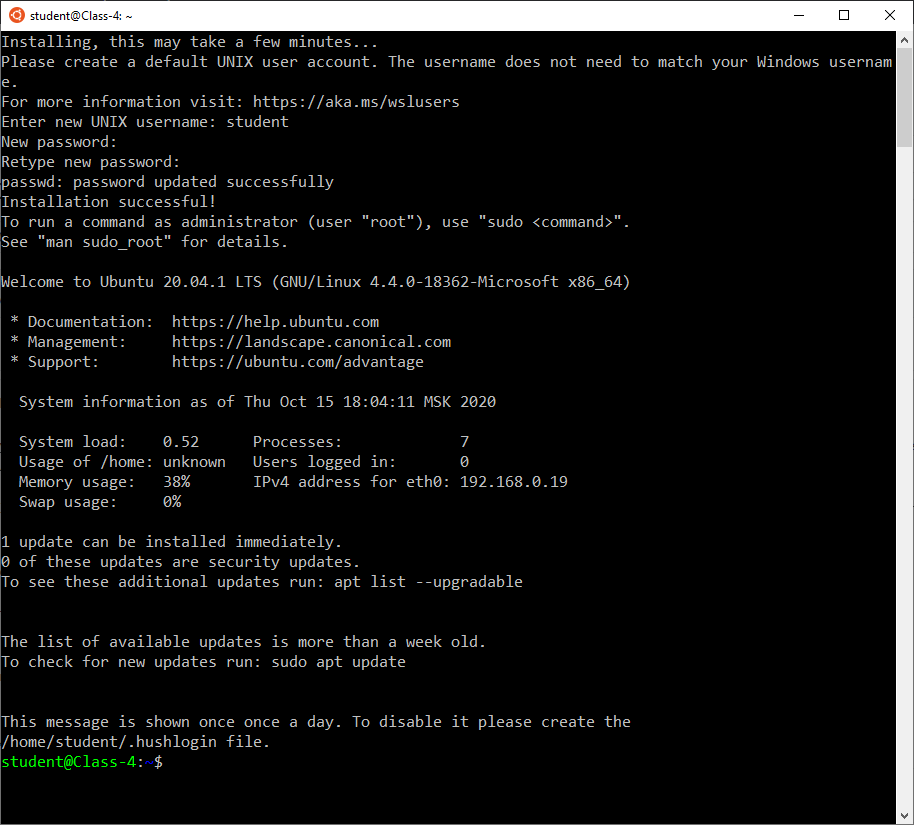 student@Class-4: ~
Installing, this may take a few minutes...
Please create a default UNIX user account. The username does not need to match your Windows usernam
e.
For more information visit: https://aka.ms/wslusers
Enter new UNIX username: student
New password:
Retype new password:
passwd: password updated successfully
Installation successful!
To run a command as administrator (user "root"), use "sudo <command>".
See "man sudo_root" for details.

Welcome to Ubuntu 20.04.1 LTS (GNU/Linux 4.4.0-18362-Microsoft x86_64)

 * Documentation:  https://help.ubuntu.com
 * Management:     https://landscape.canonical.com
 * Support:        https://ubuntu.com/advantage

  System information as of Thu Oct 15 18:04:11 MSK 2020

  System load:    0.52      Processes:             7
  Usage of /home: unknown   Users logged in:       0
  Memory usage:   38%       IPv4 address for eth0: 192.168.0.19
  Swap usage:     0%

1 update can be installed immediately.
0 of these updates are security updates.
To see these additional updates run: apt list --upgradable


The list of available updates is more than a week old.
To check for new updates run: sudo apt update


This message is shown once once a day. To disable it please create the
/home/student/.hushlogin file.
student@Class-4:~$